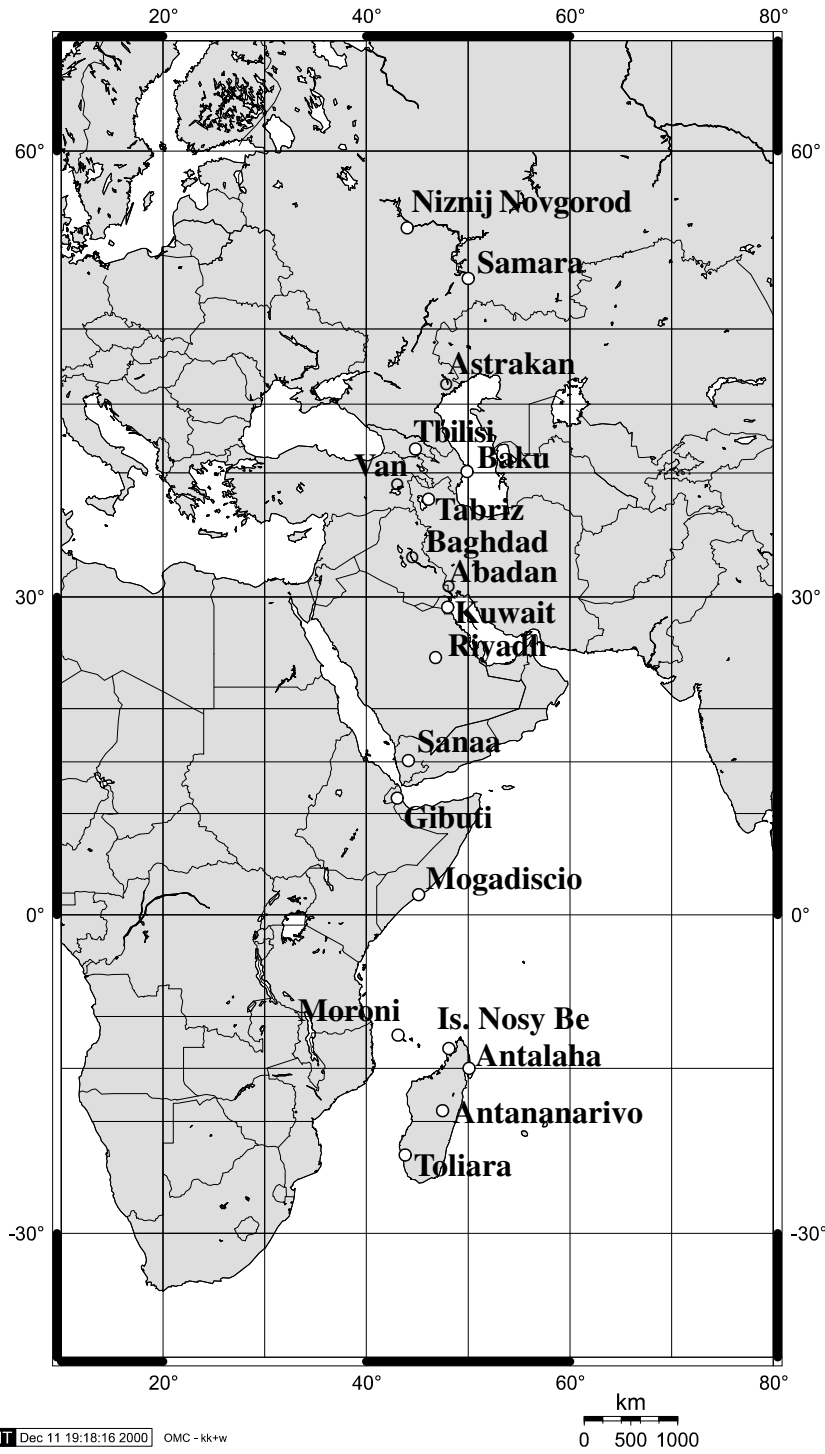 20° 40° 60° 80°
60° 60°
Niznij Novgorod
Samara
Astrakan
Tbilisi
Van Baku
Tabriz
Baghdad
Abadan
30° 30°
Kuwait
Riyadh
Sanaa
Gibuti
Mogadiscio
0° 0°
Moroni Is. Nosy Be
Antalaha
Antananarivo
Toliara
-30° -30°
20° 40° 60° 80°
km
0 500 1000
Dec 11 19:18:16 2000 OMC - kk+w